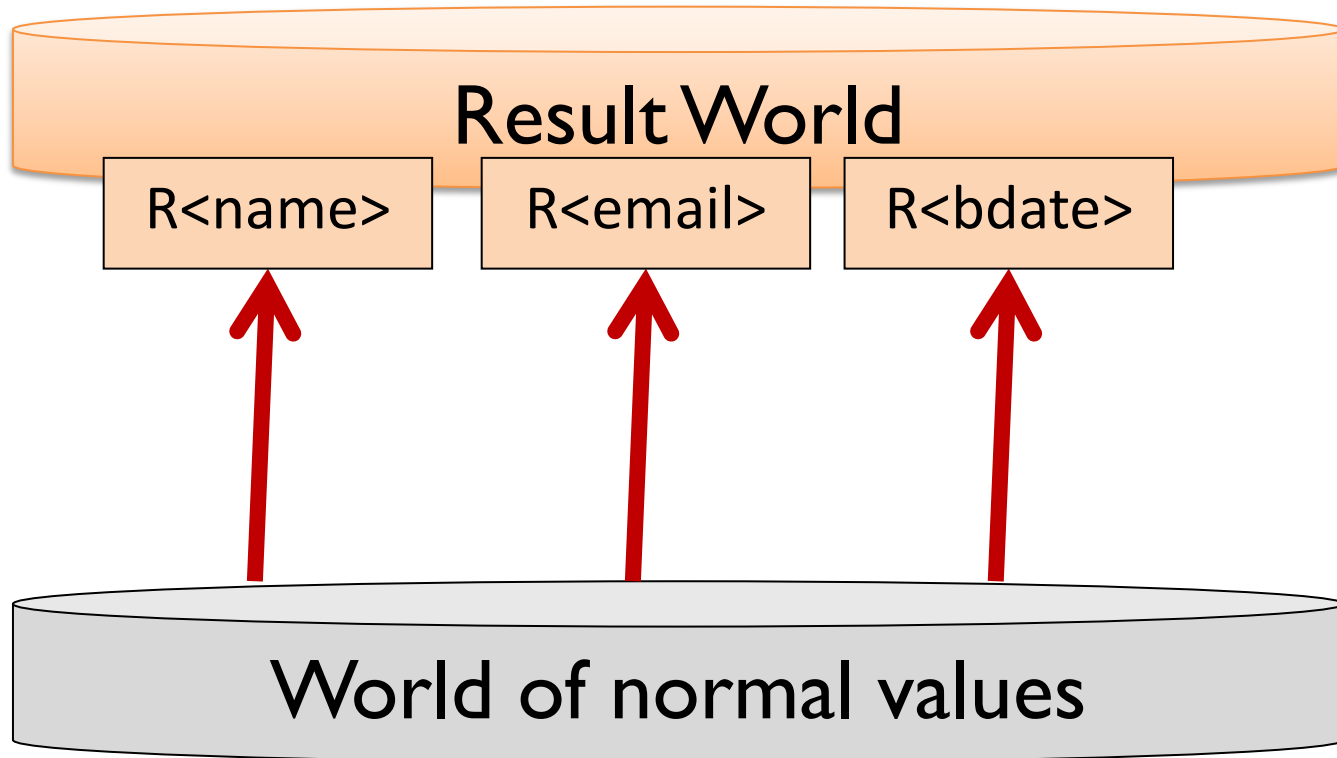 Result World
R<name>
R<email>
R<bdate>
World of normal values